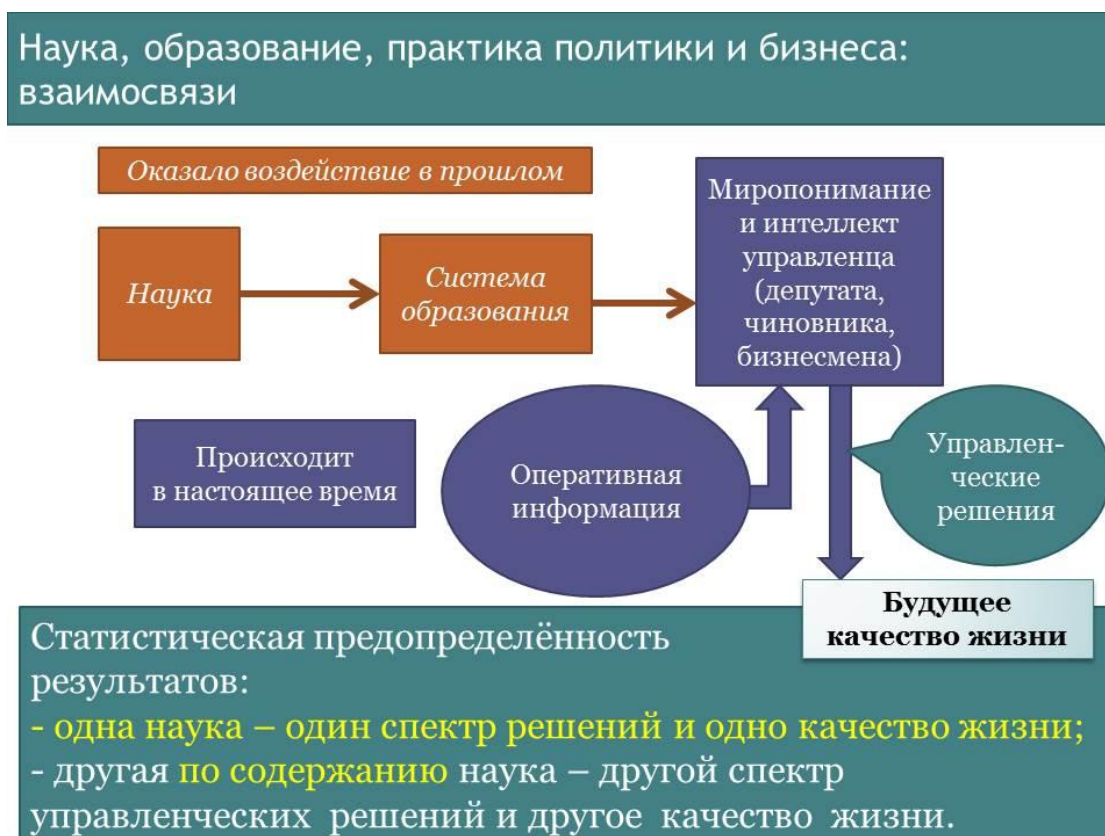 Наука, образование, практика политики и бизнеса:
взаимосвязи
Оказало воздействие в прошлом
Наука
Система
образования
Миропонимание
и интеллект
управленца
(депутата,
чиновника,
бизнесмена)
Происходит
в настоящее время
Оперативная
информация
Управлен-
ческие
решения
Будущее
качество жизни
Статистическая предопределённость
результатов:
- одна наука – один спектр решений и одно качество жизни;
- другая по содержанию наука – другой спектр
управленческих решений и другое качество жизни.